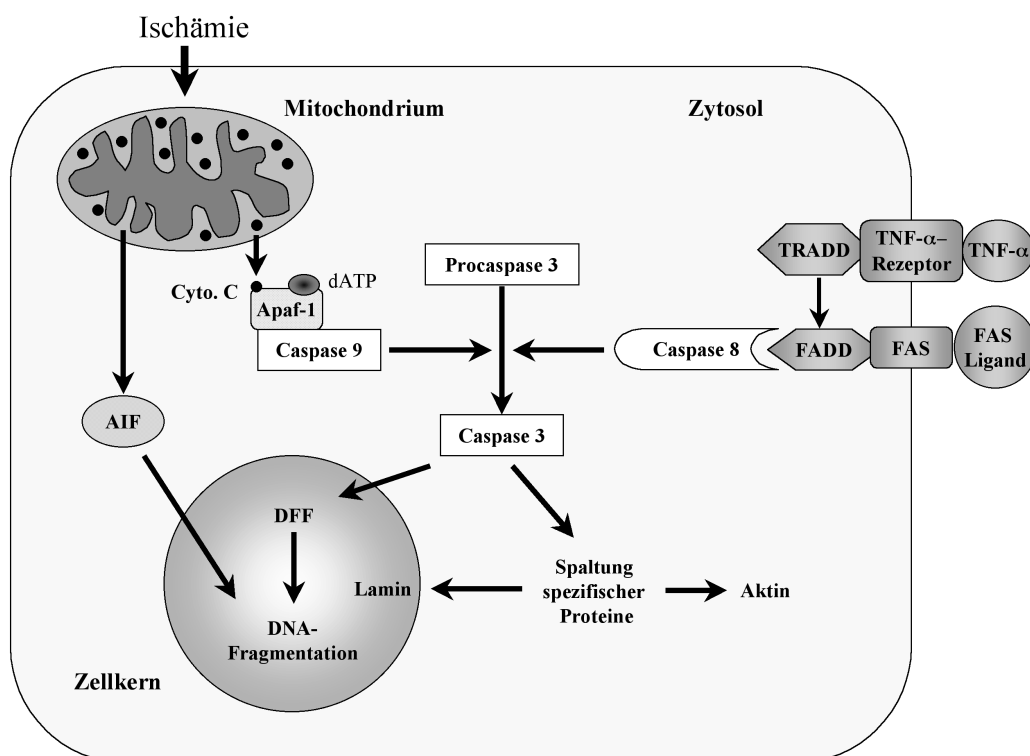 Ischämie
Mitochondrium
Zytosol
TRADD
TNF-α–
Rezeptor
TNF-α
Procaspase 3
Cyto. C
dATP
Apaf-1
Caspase 9
Caspase 8
FADD
FAS
FAS
Ligand
AIF
Caspase 3
DFF
Lamin
Spaltung
spezifischer
Proteine
Aktin
DNA-
Fragmentation
Zellkern